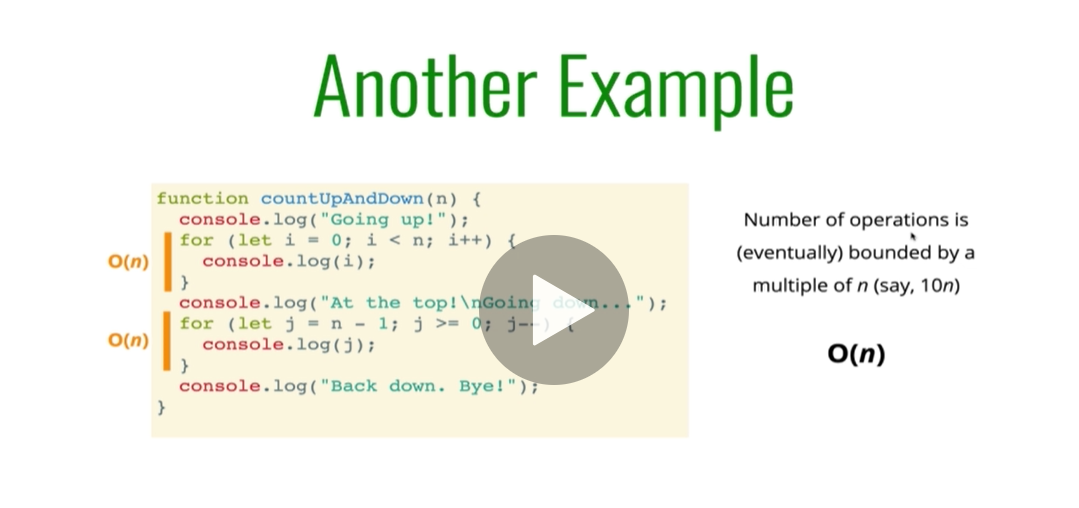 Another Example
function countUpAndDown(n) {
console.log("Going up!");
for (let i = 0; i < n; i++) {
console.log(i);
}
console.log("At the top!\nGoing down...");
for (let j = n - 1; j >= 0; j--) {
console.log(j);
}
console.log("Back down. Bye!");
}
O(n)
O(n)
Number of operations is
(eventually) bounded by a
multiple of n (say, 10n)
O(n)